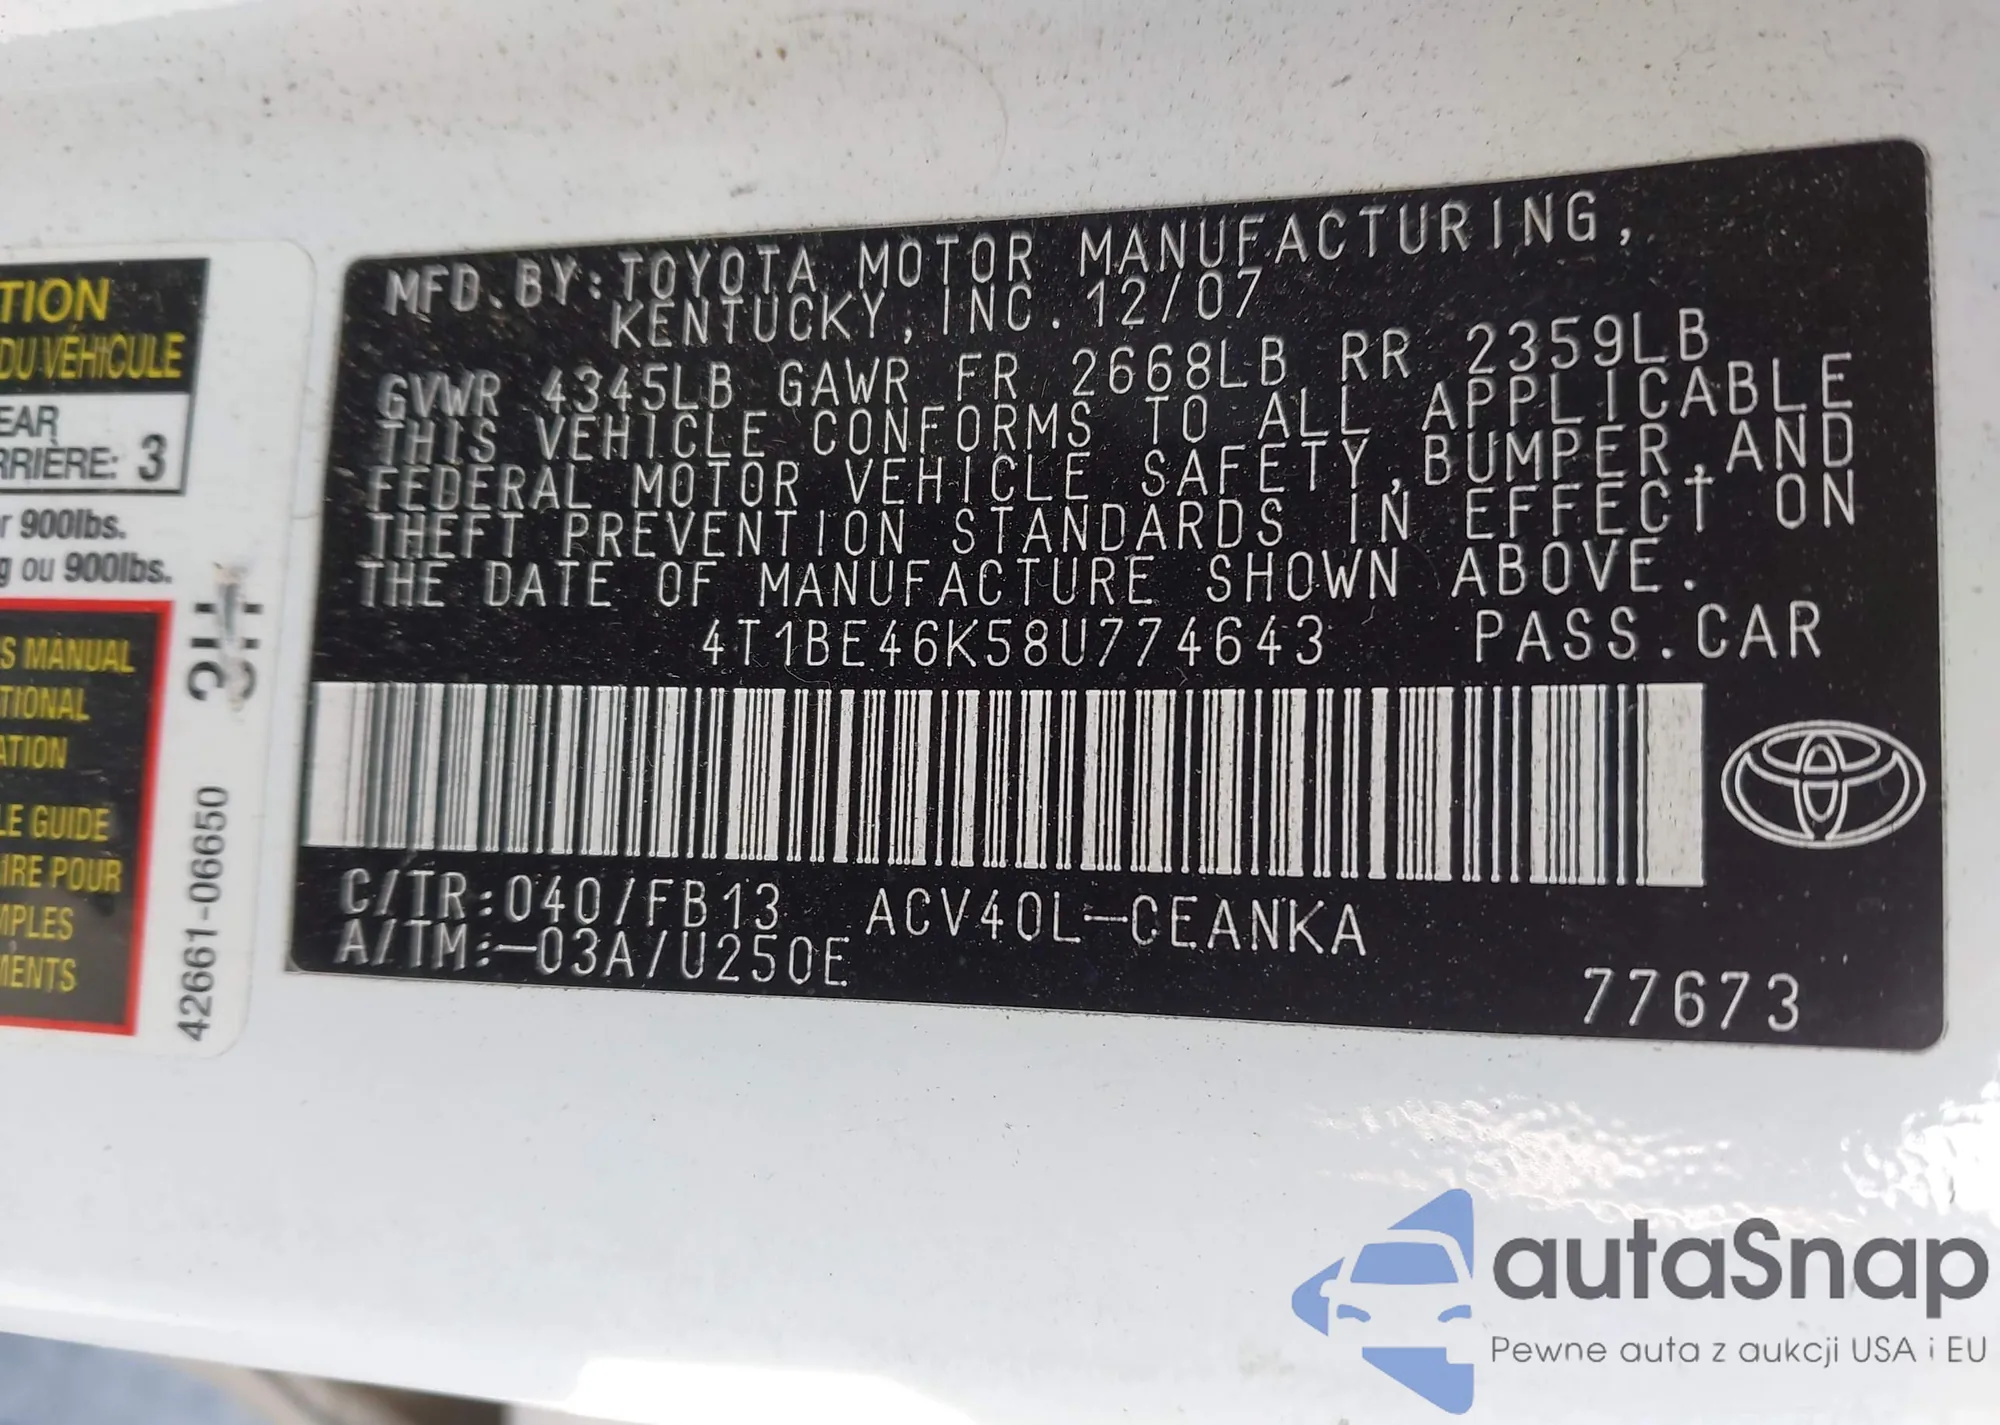 TION
DU VÉHICULE
EAR
RRIÈRE: 3
r 900lbs.
g ou 900lbs.
S MANUAL
TIONAL
ATION
LE GUIDE
IRE POUR
MPLES
MENTS
42661-06650
MFD. BY: TOYOTA MOTOR MANUFACTURING,
KENTUCKY, INC. 12/07
GVWR 4345LB GAWR FR 2668LB RR 2359LB
THIS VEHICLE CONFORMS TO ALL APPLICABLE
FEDERAL MOTOR VEHICLE SAFETY, BUMPER, AND
THEFT PREVENTION STANDARDS IN EFFECT ON
THE DATE OF MANUFACTURE SHOWN ABOVE.
4T1BE46K58U774643 PASS. CAR
C/TR: 040/FB13 ACV40L-CEANKA
A/TM:-03A/U250E
77673
autaSnap
Pewne auta z aukcji USA i EU